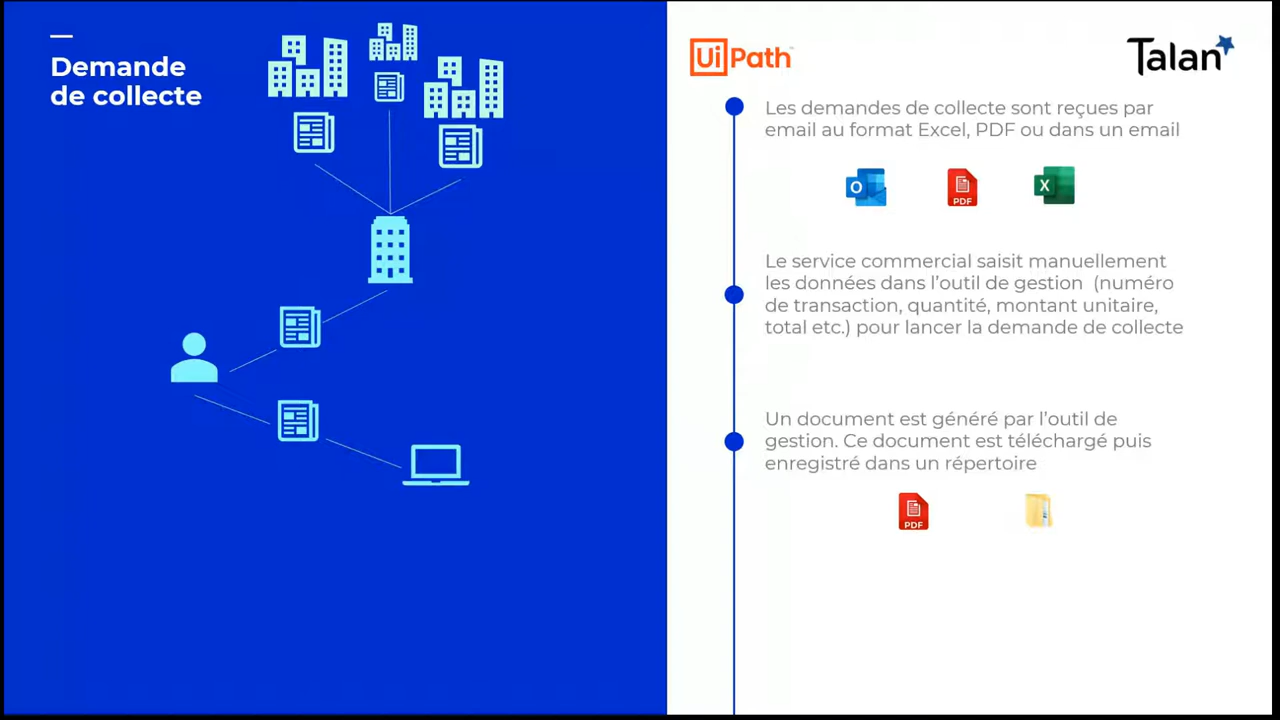 Demande
de collecte
UiPath
Talan
Les demandes de collecte sont reçues par
email au format Excel, PDF ou dans un email
O
PDF
X
Le service commercial saisit manuellement
les données dans l’outil de gestion (numéro
de transaction, quantité, montant unitaire,
total etc.) pour lancer la demande de collecte
Un document est généré par l’outil de
gestion. Ce document est téléchargé puis
enregistré dans un répertoire
PDF